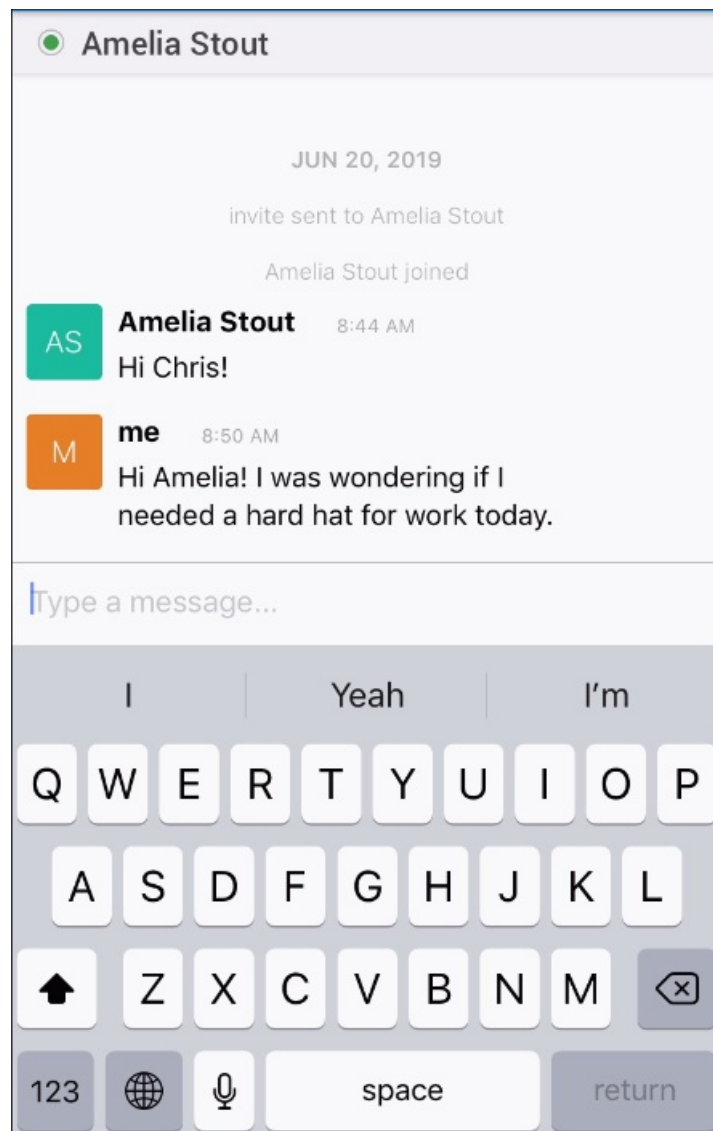 Amelia Stout
JUN 20, 2019
invite sent to Amelia Stout
Amelia Stout joined
AS
Amelia Stout 8:44 AM
Hi Chris!
M
me 8:50 AM
Hi Amelia! I was wondering if I
needed a hard hat for work today.
Type a message...
I Yeah I'm
Q W E R T Y U I O P
A S D F G H J K L
Z X C V B N M
123 space return